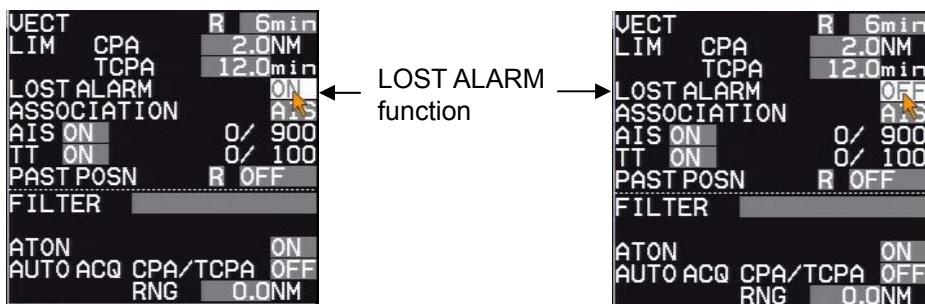 VECT R 6min
LIM CPA 2.0NM
TCPA 12.0min
LOST ALARM ON
ASSOCIATION AIS
AIS ON 0/ 900
TT ON 0/ 100
PAST POSN R OFF
FILTER
ATON ON
AUTO ACQ CPA/TCPA OFF
RNG 0.0NM
LOST ALARM
function
VECT R 6min
LIM CPA 2.0NM
TCPA 12.0min
LOST ALARM OFF
ASSOCIATION AIS
AIS ON 0/ 900
TT ON 0/ 100
PAST POSN R OFF
FILTER
ATON ON
AUTO ACQ CPA/TCPA OFF
RNG 0.0NM